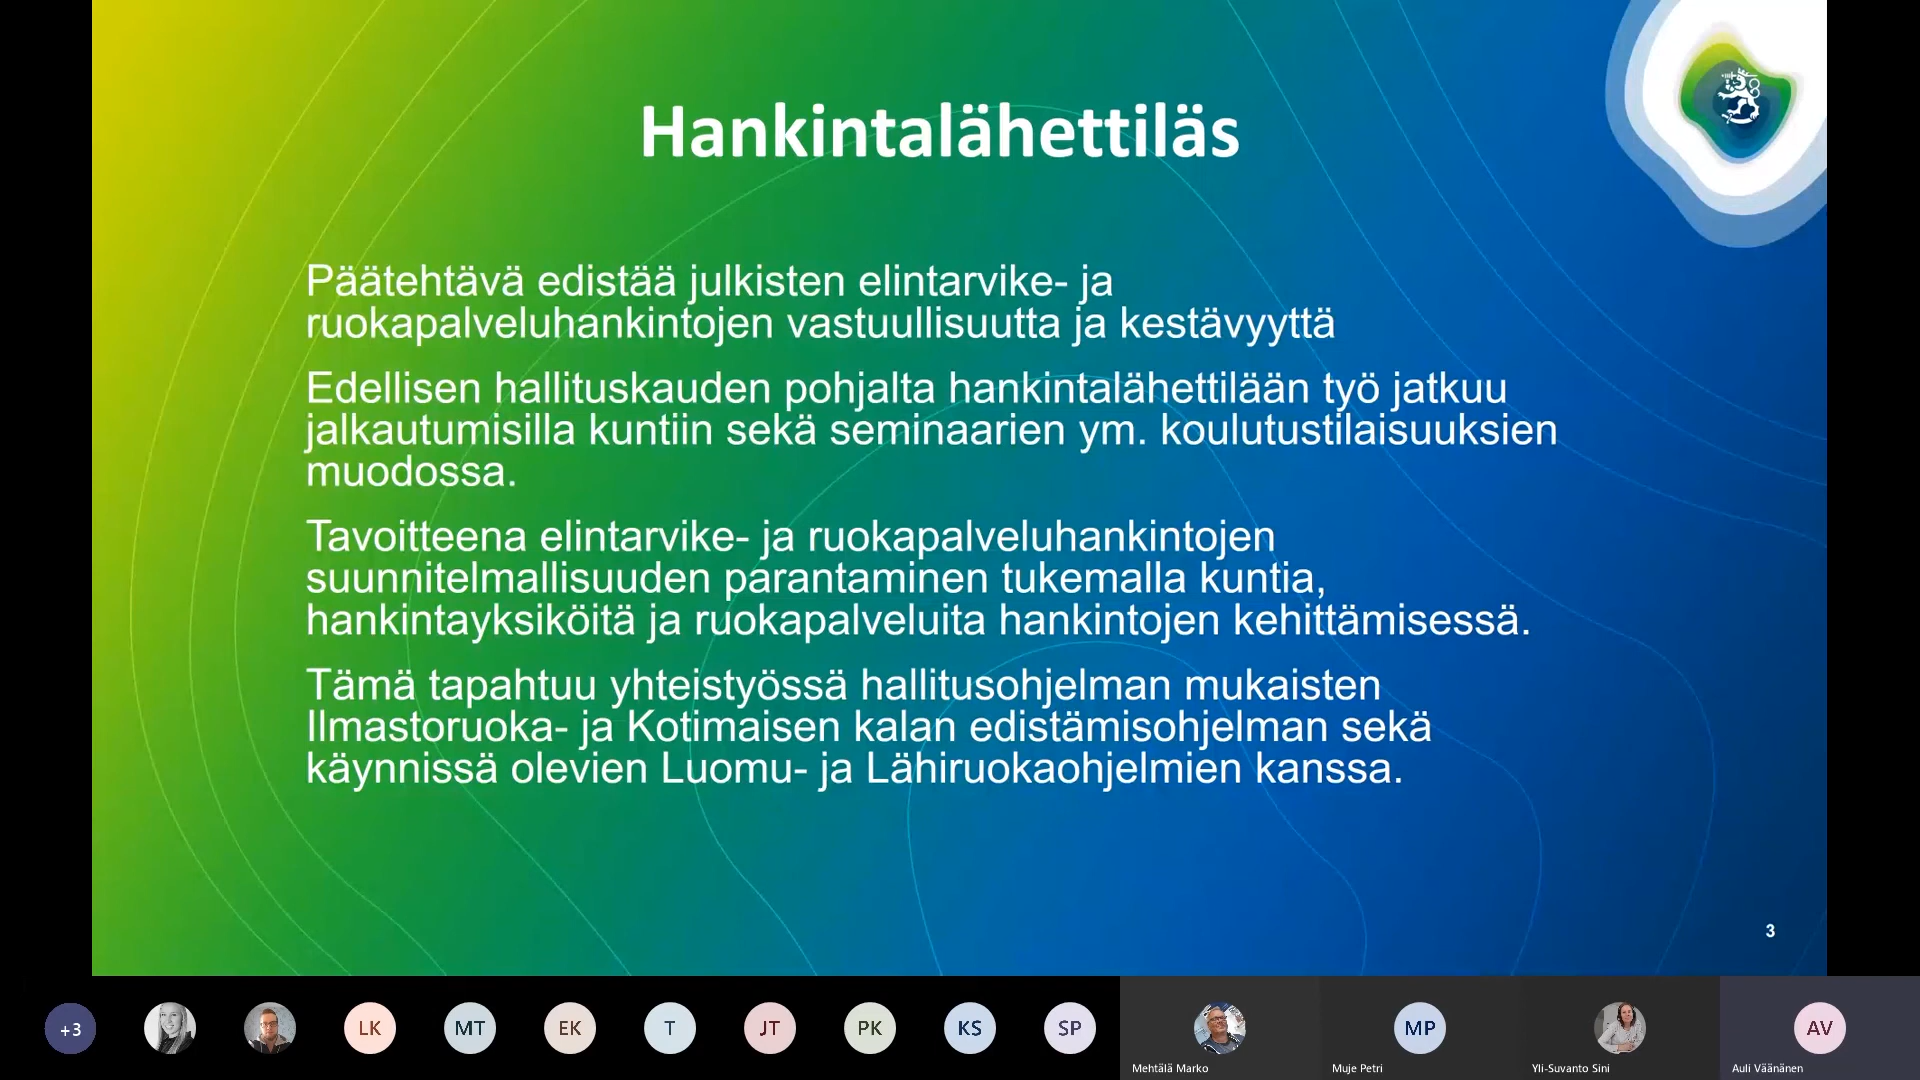 Hankintalähettiläs
Päätehtävä edistää julkisten elintarvike- ja
ruokapalveluhankintojen vastuullisuutta ja kestävyyttä
Edellisen hallituskauden pohjalta hankintalähettilään työ jatkuu
jalkautumisilla kuntiin sekä seminaarien ym. koulutustilaisuuksien
muodossa.
Tavoitteena elintarvike- ja ruokapalveluhankintojen
suunnitelmallisuuden parantaminen tukemalla kuntia,
hankintayksiköitä ja ruokapalveluita hankintojen kehittämisessä.
Tämä tapahtuu yhteistyössä hallitusohjelman mukaisten
Ilmastoruoka- ja Kotimaisen kalan edistämisohjelman sekä
käynnissä olevien Luomu- ja Lähiruokaohjelmien kanssa.
3
+3
LK
MT
EK
T
JT
PK
KS
SP
MP
AV
Mehtälä Marko
Muje Petri
Yli-Suvanto Sini
Auli Väänänen